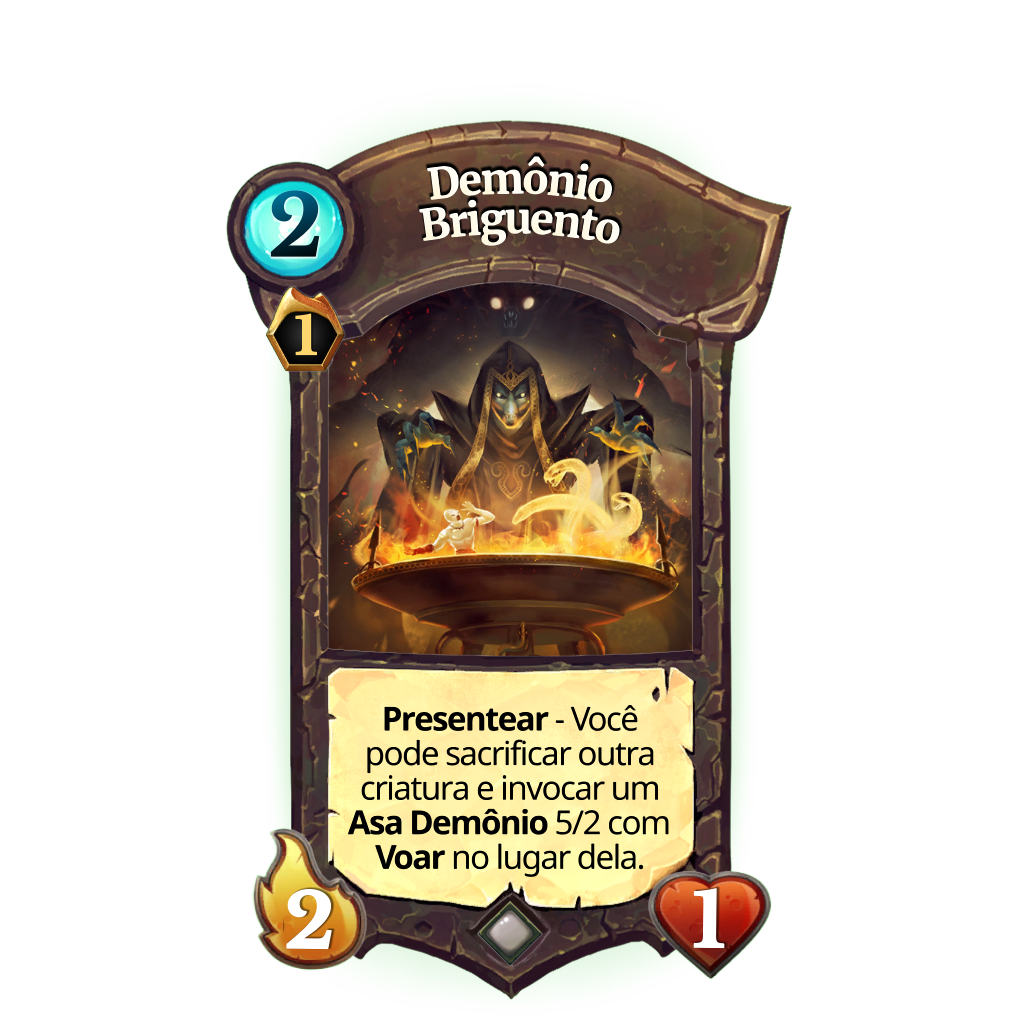 Demônio
Briguento
2
1
Presentear - Você
pode sacrificar outra
criatura e invocar um
Asa Demônio 5/2 com
Voar no lugar dela.
2
1